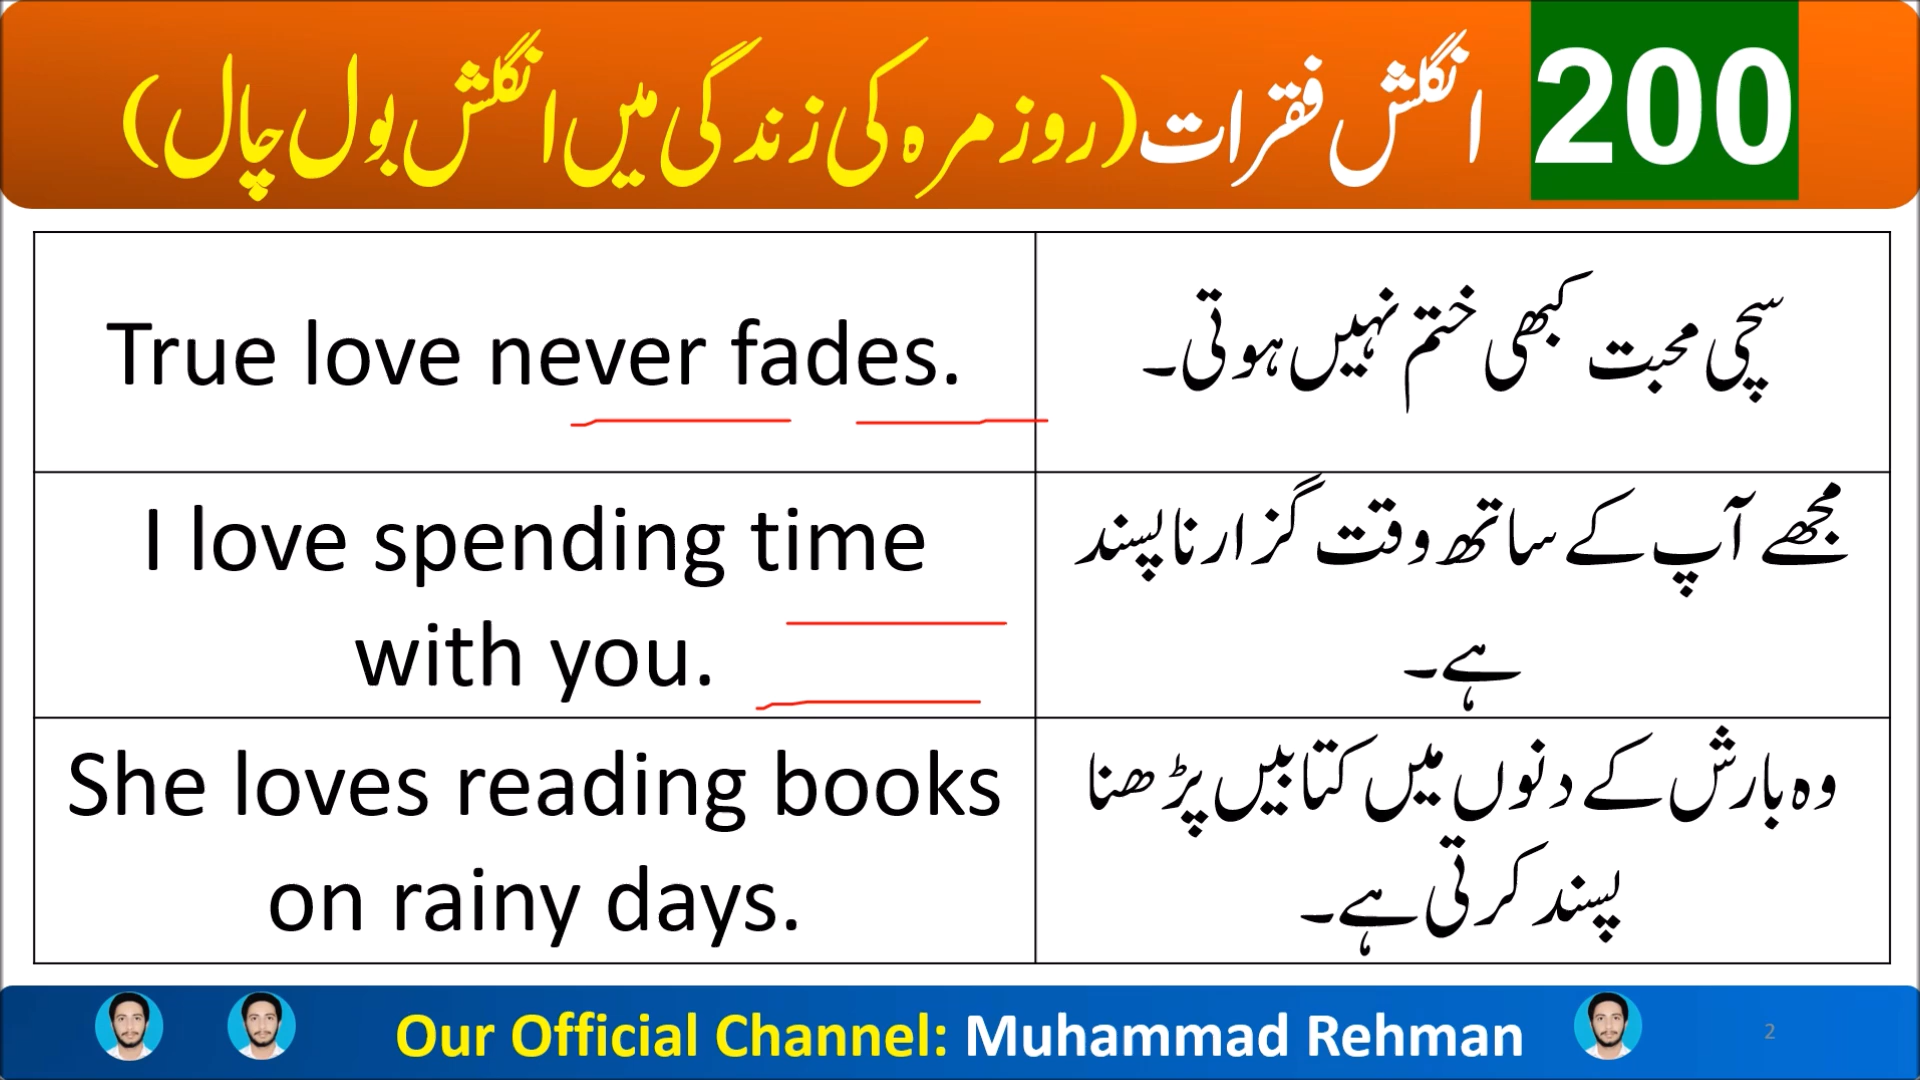 200 انگلش فقرات (روز مرہ کی زندگی میں انگلش بول چال)
True love never fades.
سچی محبت کبھی ختم نہیں ہوتی۔
I love spending time
with you.
مجھے آپ کے ساتھ وقت گزارنا پسند
ہے۔
She loves reading books
on rainy days.
وہ بارش کے دنوں میں کتابیں پڑھنا
پسند کرتی ہے۔
Our Official Channel: Muhammad Rehman
2